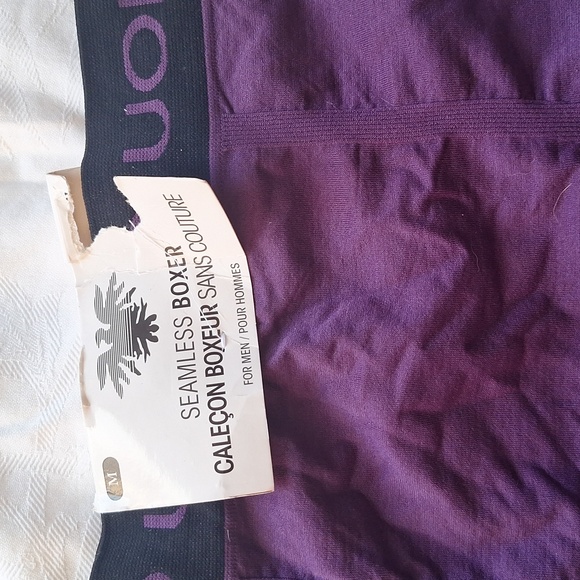 SEAMLESS BOXER
CALEÇON BOXEUR SANS COUTURE
FOR MEN / POUR HOMMES
M